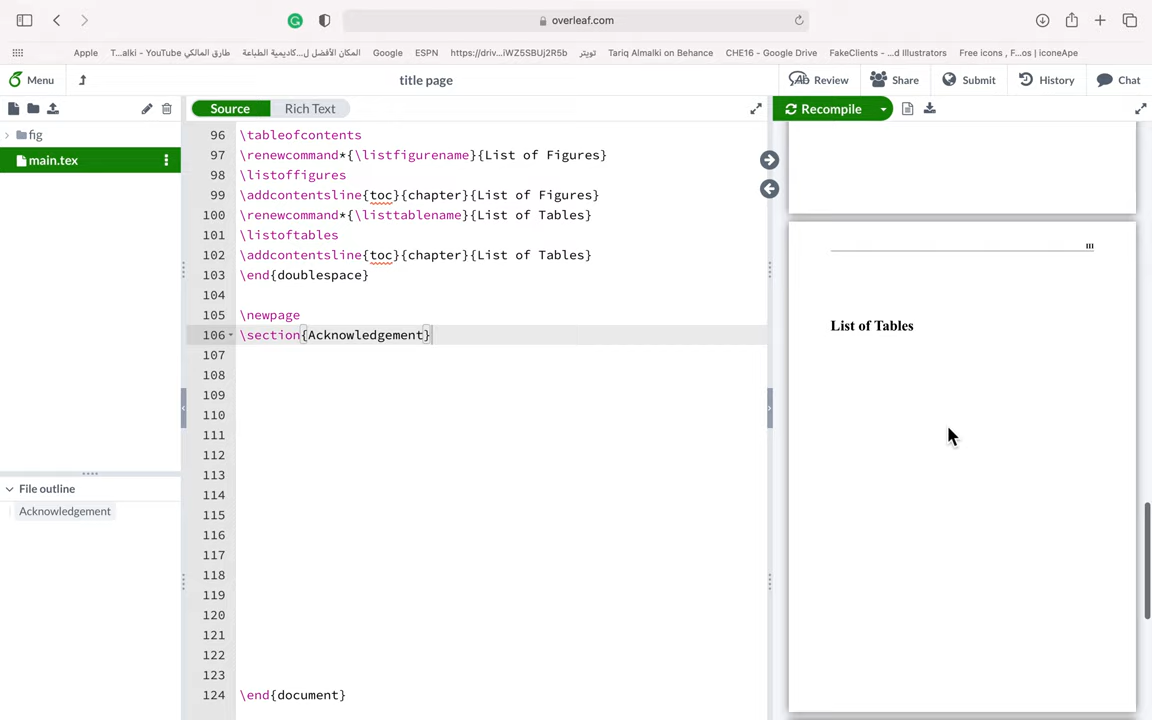 overleaf.com
Apple طارق المالكي - YouTube T...alki المكان الأفضل ل...كاديمية الطباعة Google ESPN https://driv...iWZ5SBUj2R5b تويتر Tariq Almalki on Behance CHE16 - Google Drive FakeClients - ...d Illustrators Free icons , F...os | iconeApe
Menu title page Review Share Submit History Chat
Source Rich Text Recompile
fig
main.tex
96 \tableofcontents
97 \renewcommand*{\listfigurename}{List of Figures}
98 \listoffigures
99 \addcontentsline{toc}{chapter}{List of Figures}
100 \renewcommand*{\listtablename}{List of Tables}
101 \listoftables
102 \addcontentsline{toc}{chapter}{List of Tables}
103 \end{doublespace}
104
105 \newpage
106 \section{Acknowledgement}
107
108
109
110
111
112
113
114
115
116
117
118
119
120
121
122
123
124 \end{document}
File outline
Acknowledgement
III
List of Tables